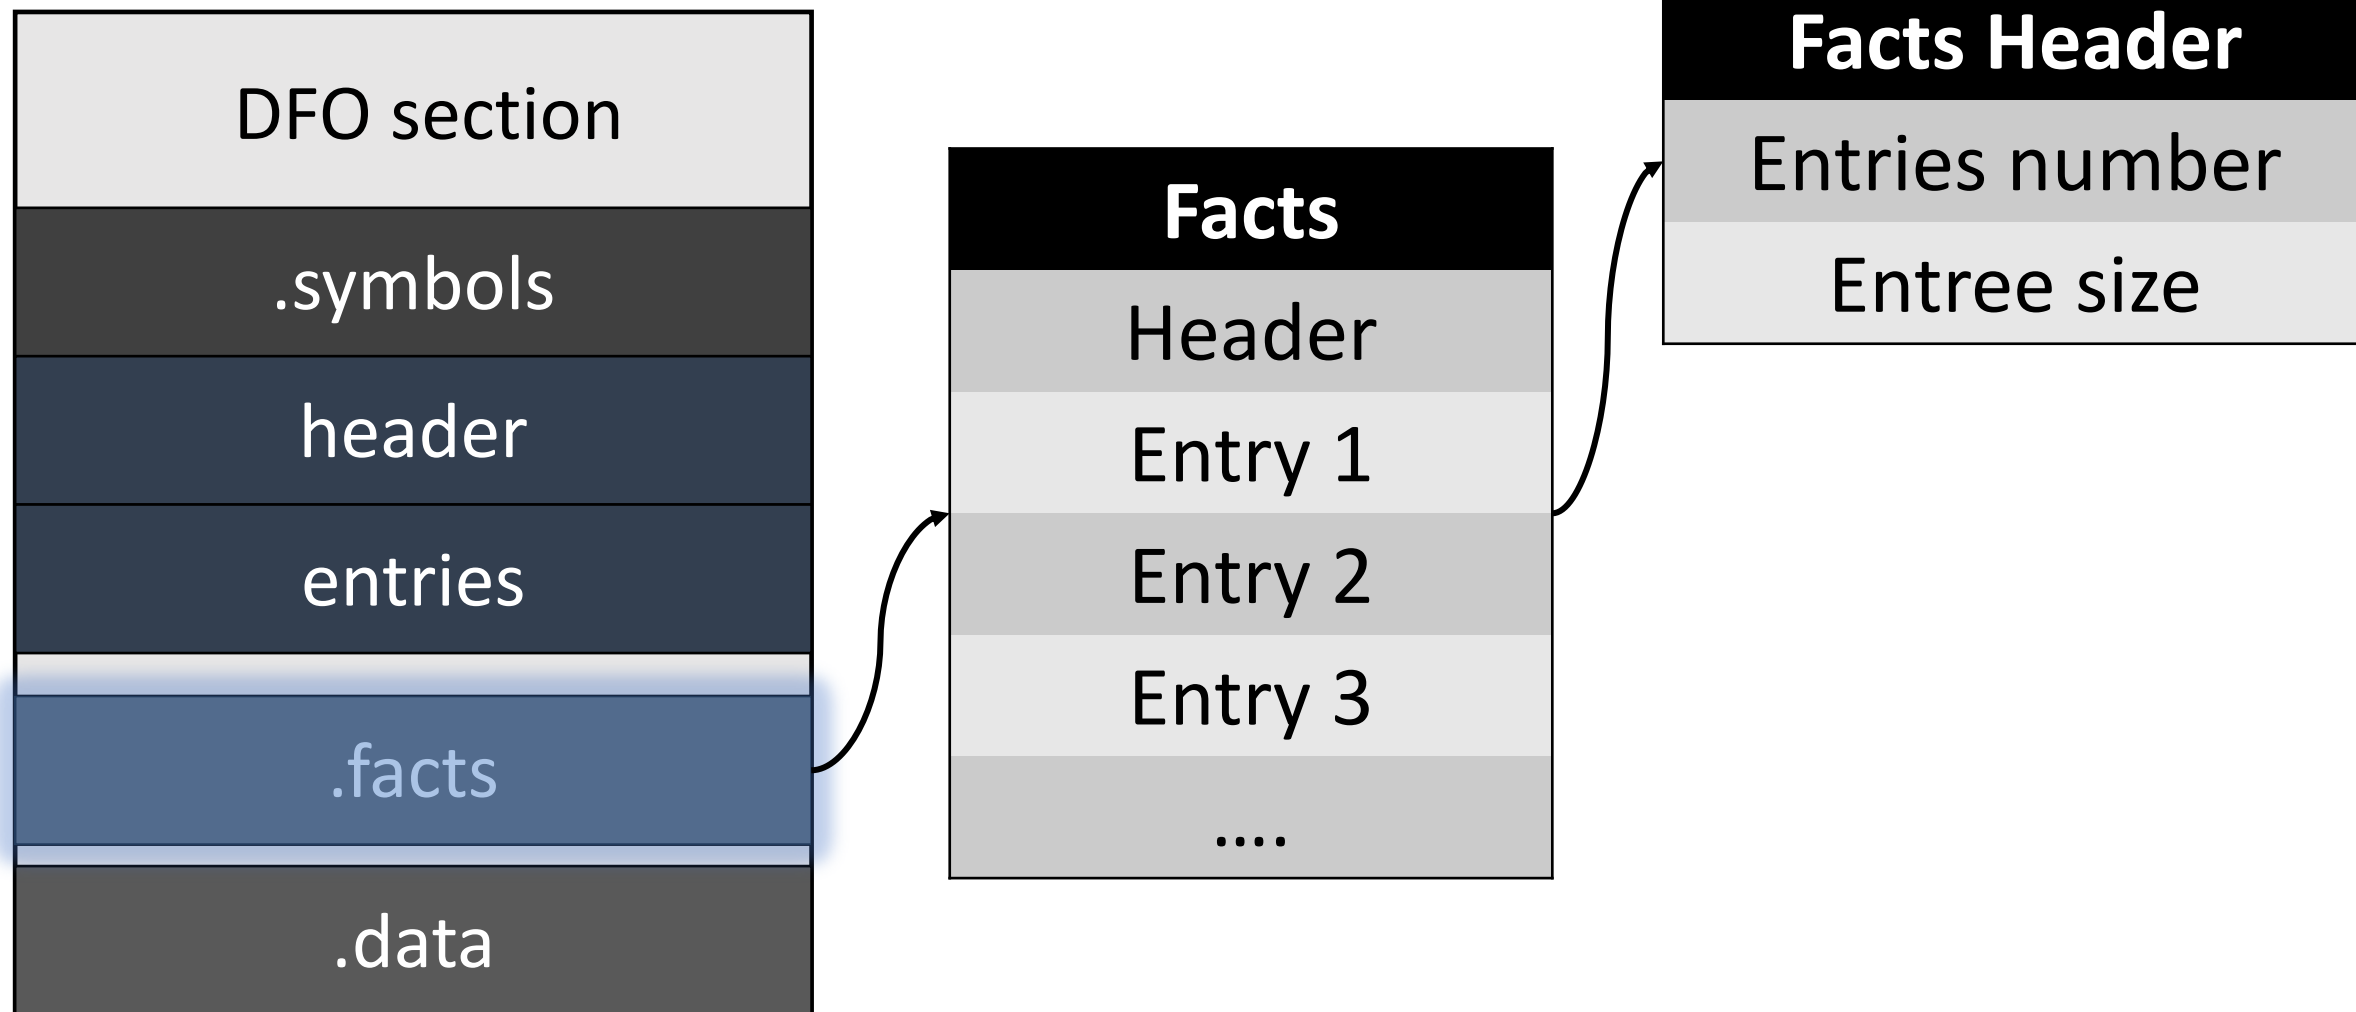 DFO section
.symbols
header
entries
.facts
.data
Facts
Header
Entry 1
Entry 2
Entry 3
....
Facts Header
Entries number
Entree size